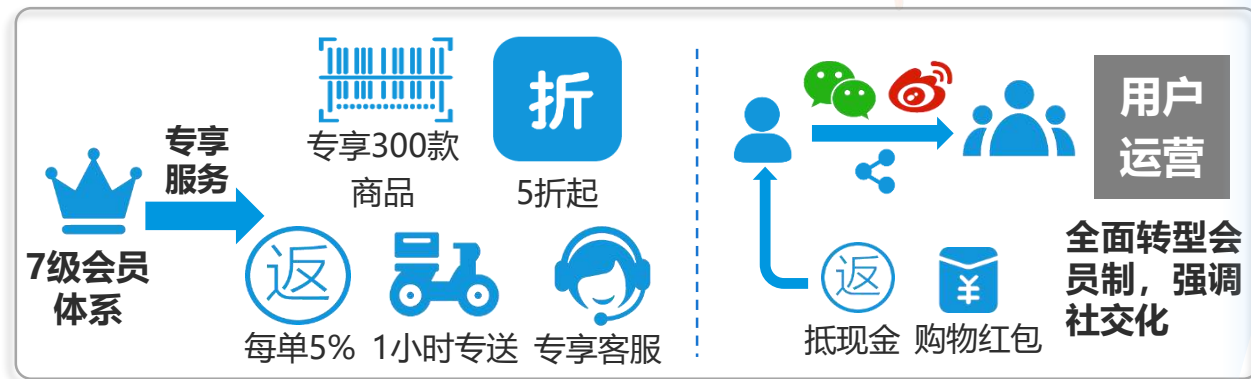 7级会员
体系
专享
服务
专享300款
商品
折
5折起
返
每单5%
1小时专送
专享客服
返
抵现金
¥
购物红包
用户
运营
全面转型会
员制，强调
社交化